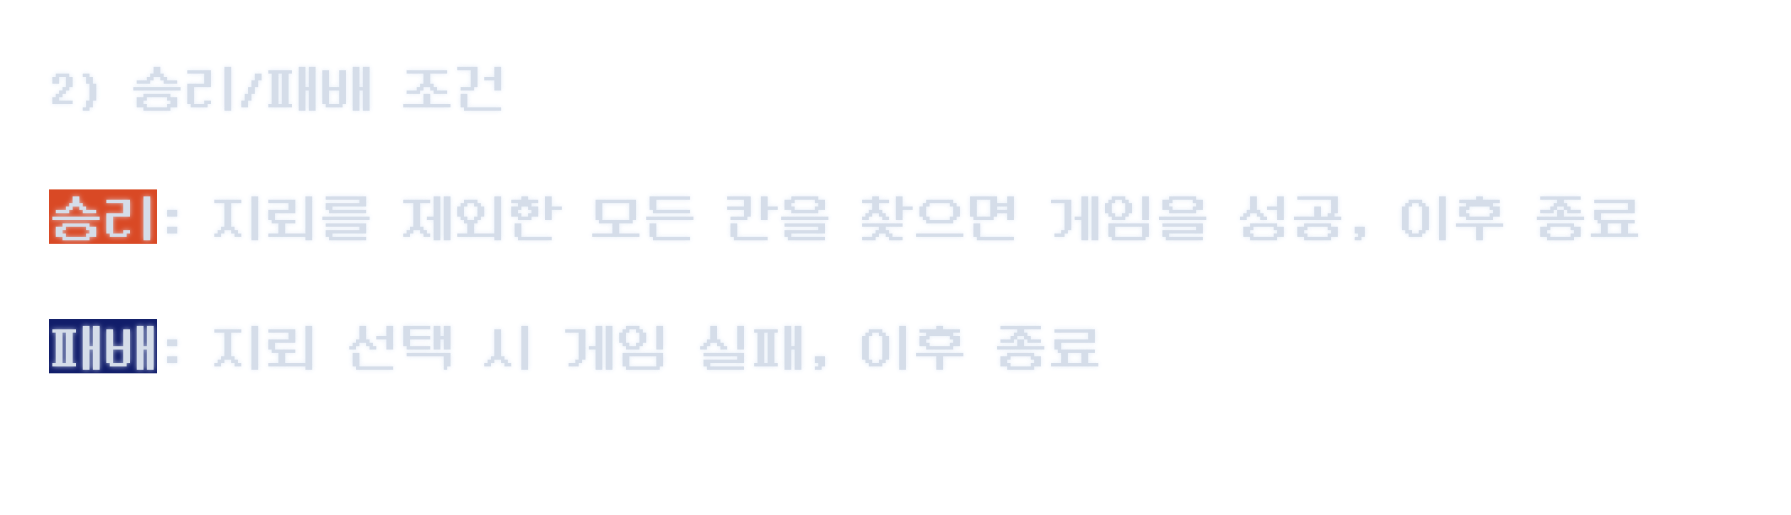 2) 승리/패배 조건
승리: 지뢰를 제외한 모든 칸을 찾으면 게임을 성공, 이후 종료
패배: 지뢰 선택 시 게임 실패, 이후 종료